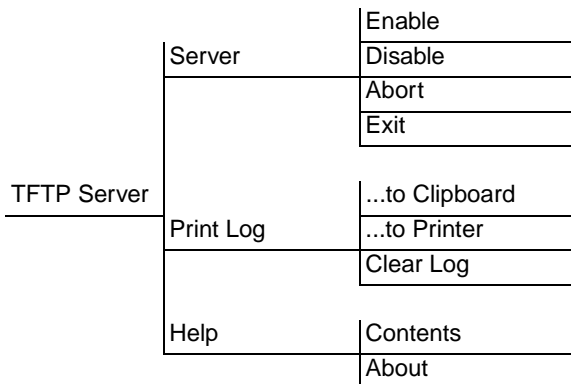 Enable
Server
Disable
Abort
Exit
TFTP Server
...to Clipboard
Print Log
...to Printer
Clear Log
Help
Contents
About